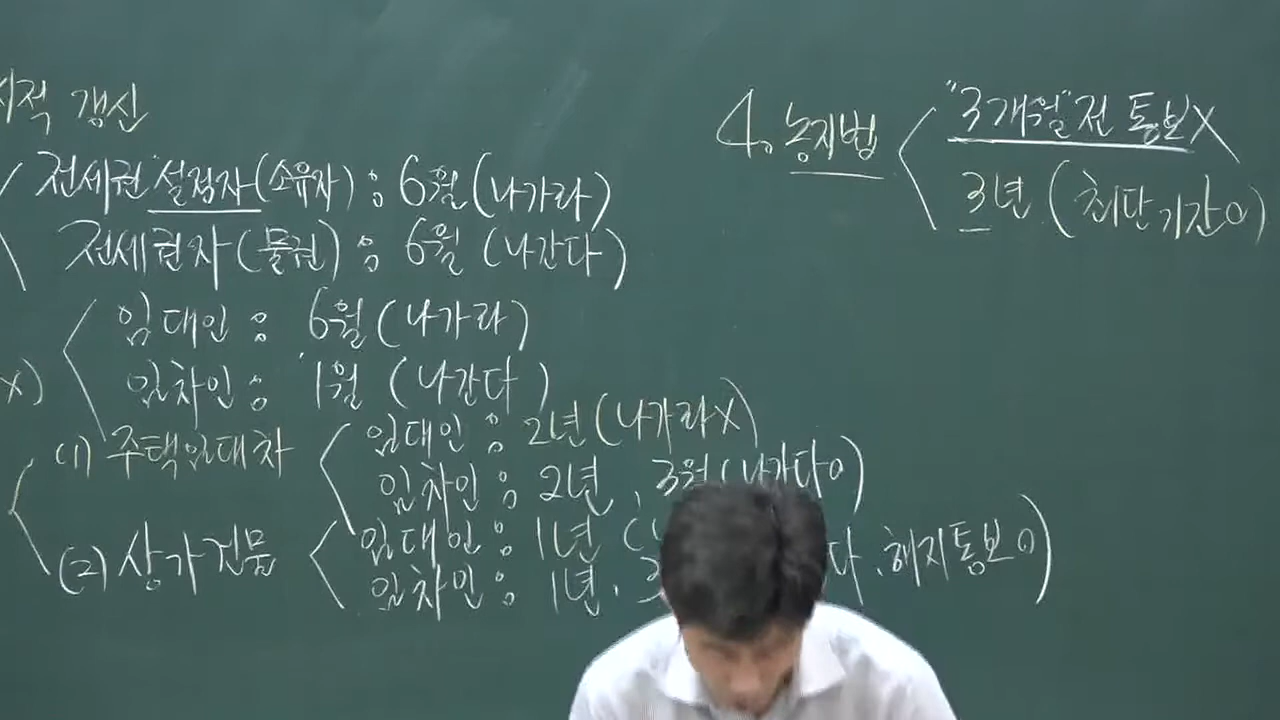 갱신
전세권 설정자 (소유자) : 6월 (나가라)
전세권자 (물권) : 6월 (나간다)
임대인 : 6월 (나가라)
x) 임차인 : 1월 (나간다)
(1) 주택임대차
임대인 : 2년 (나가라X)
임차인 : 2년, 3월 (나간다O)
(2) 상가건물
임대인 : 1년 (
임차인 : 1년. 3 다. 해지통보O)
4. 농지법
"3개월"전 통보X
3년 (최단기간O)